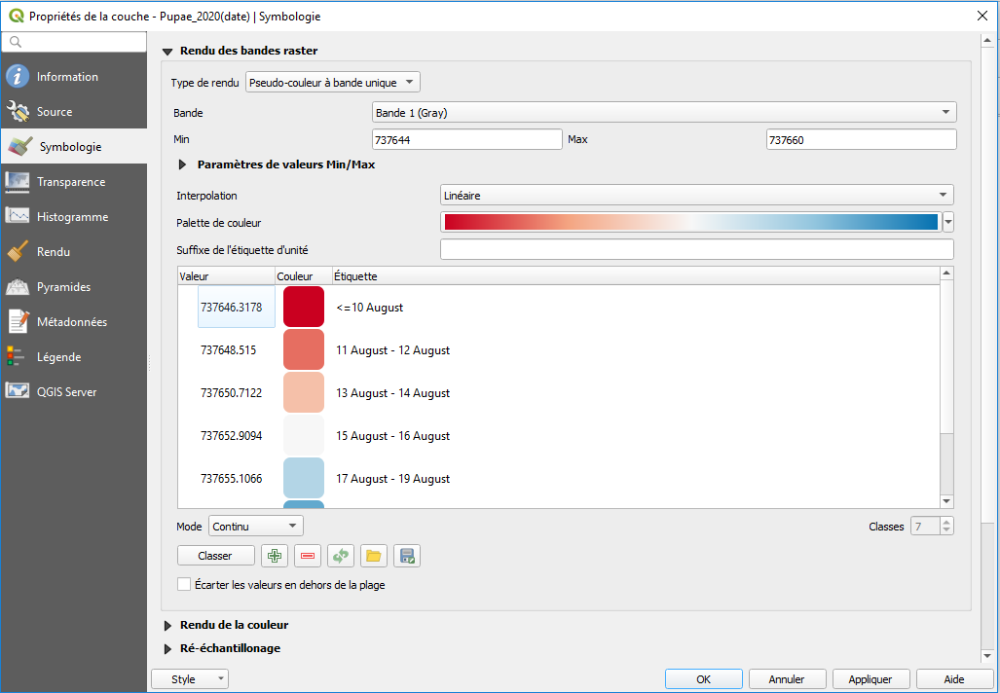 Propriétés de la couche - Pupae_2020(date) | Symbologie
Information
Source
Symbologie
Transparence
Histogramme
Rendu
Pyramides
Métadonnées
Légende
QGIS Server
Rendu des bandes raster
Type de rendu Pseudo-couleur à bande unique
Bande Bande 1 (Gray)
Min 737644 Max 737660
Paramètres de valeurs Min/Max
Interpolation Linéaire
Palette de couleur
Suffixe de l'étiquette d'unité
Valeur Couleur Étiquette
737646.3178 <=10 August
737648.515 11 August - 12 August
737650.7122 13 August - 14 August
737652.9094 15 August - 16 August
737655.1066 17 August - 19 August
Mode Continu Classes 7
Classer
Écarter les valeurs en dehors de la plage
Rendu de la couleur
Ré-échantillonage
Style OK Annuler Appliquer Aide